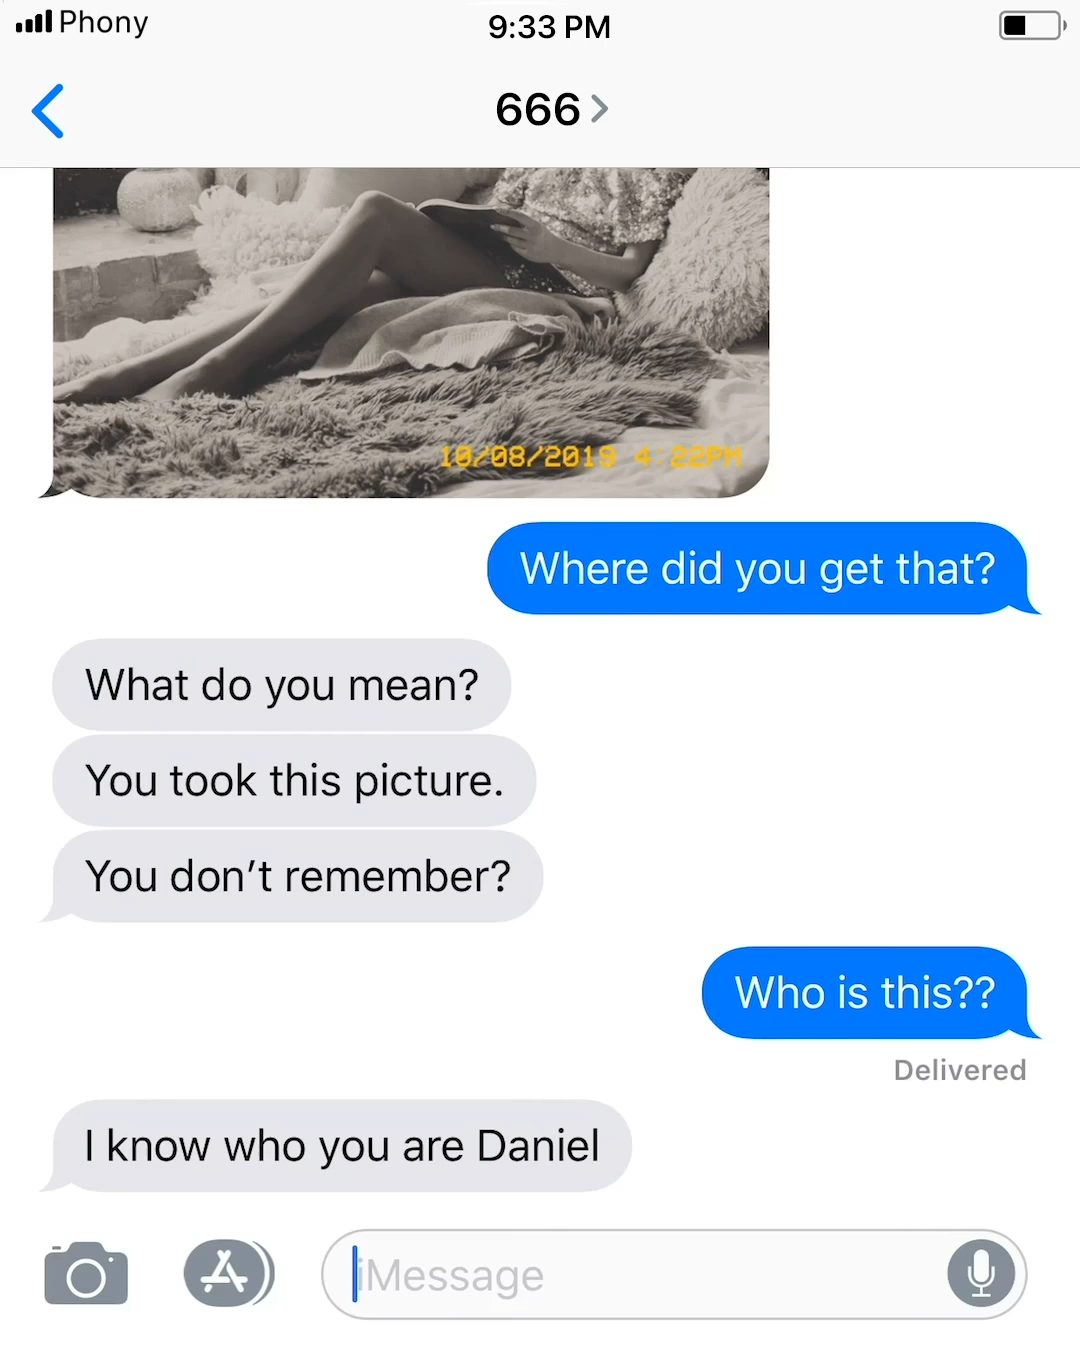 Phony
9:33 PM
666
10/08/2019 4:22PM
Where did you get that?
What do you mean?
You took this picture.
You don’t remember?
Who is this??
Delivered
I know who you are Daniel
iMessage